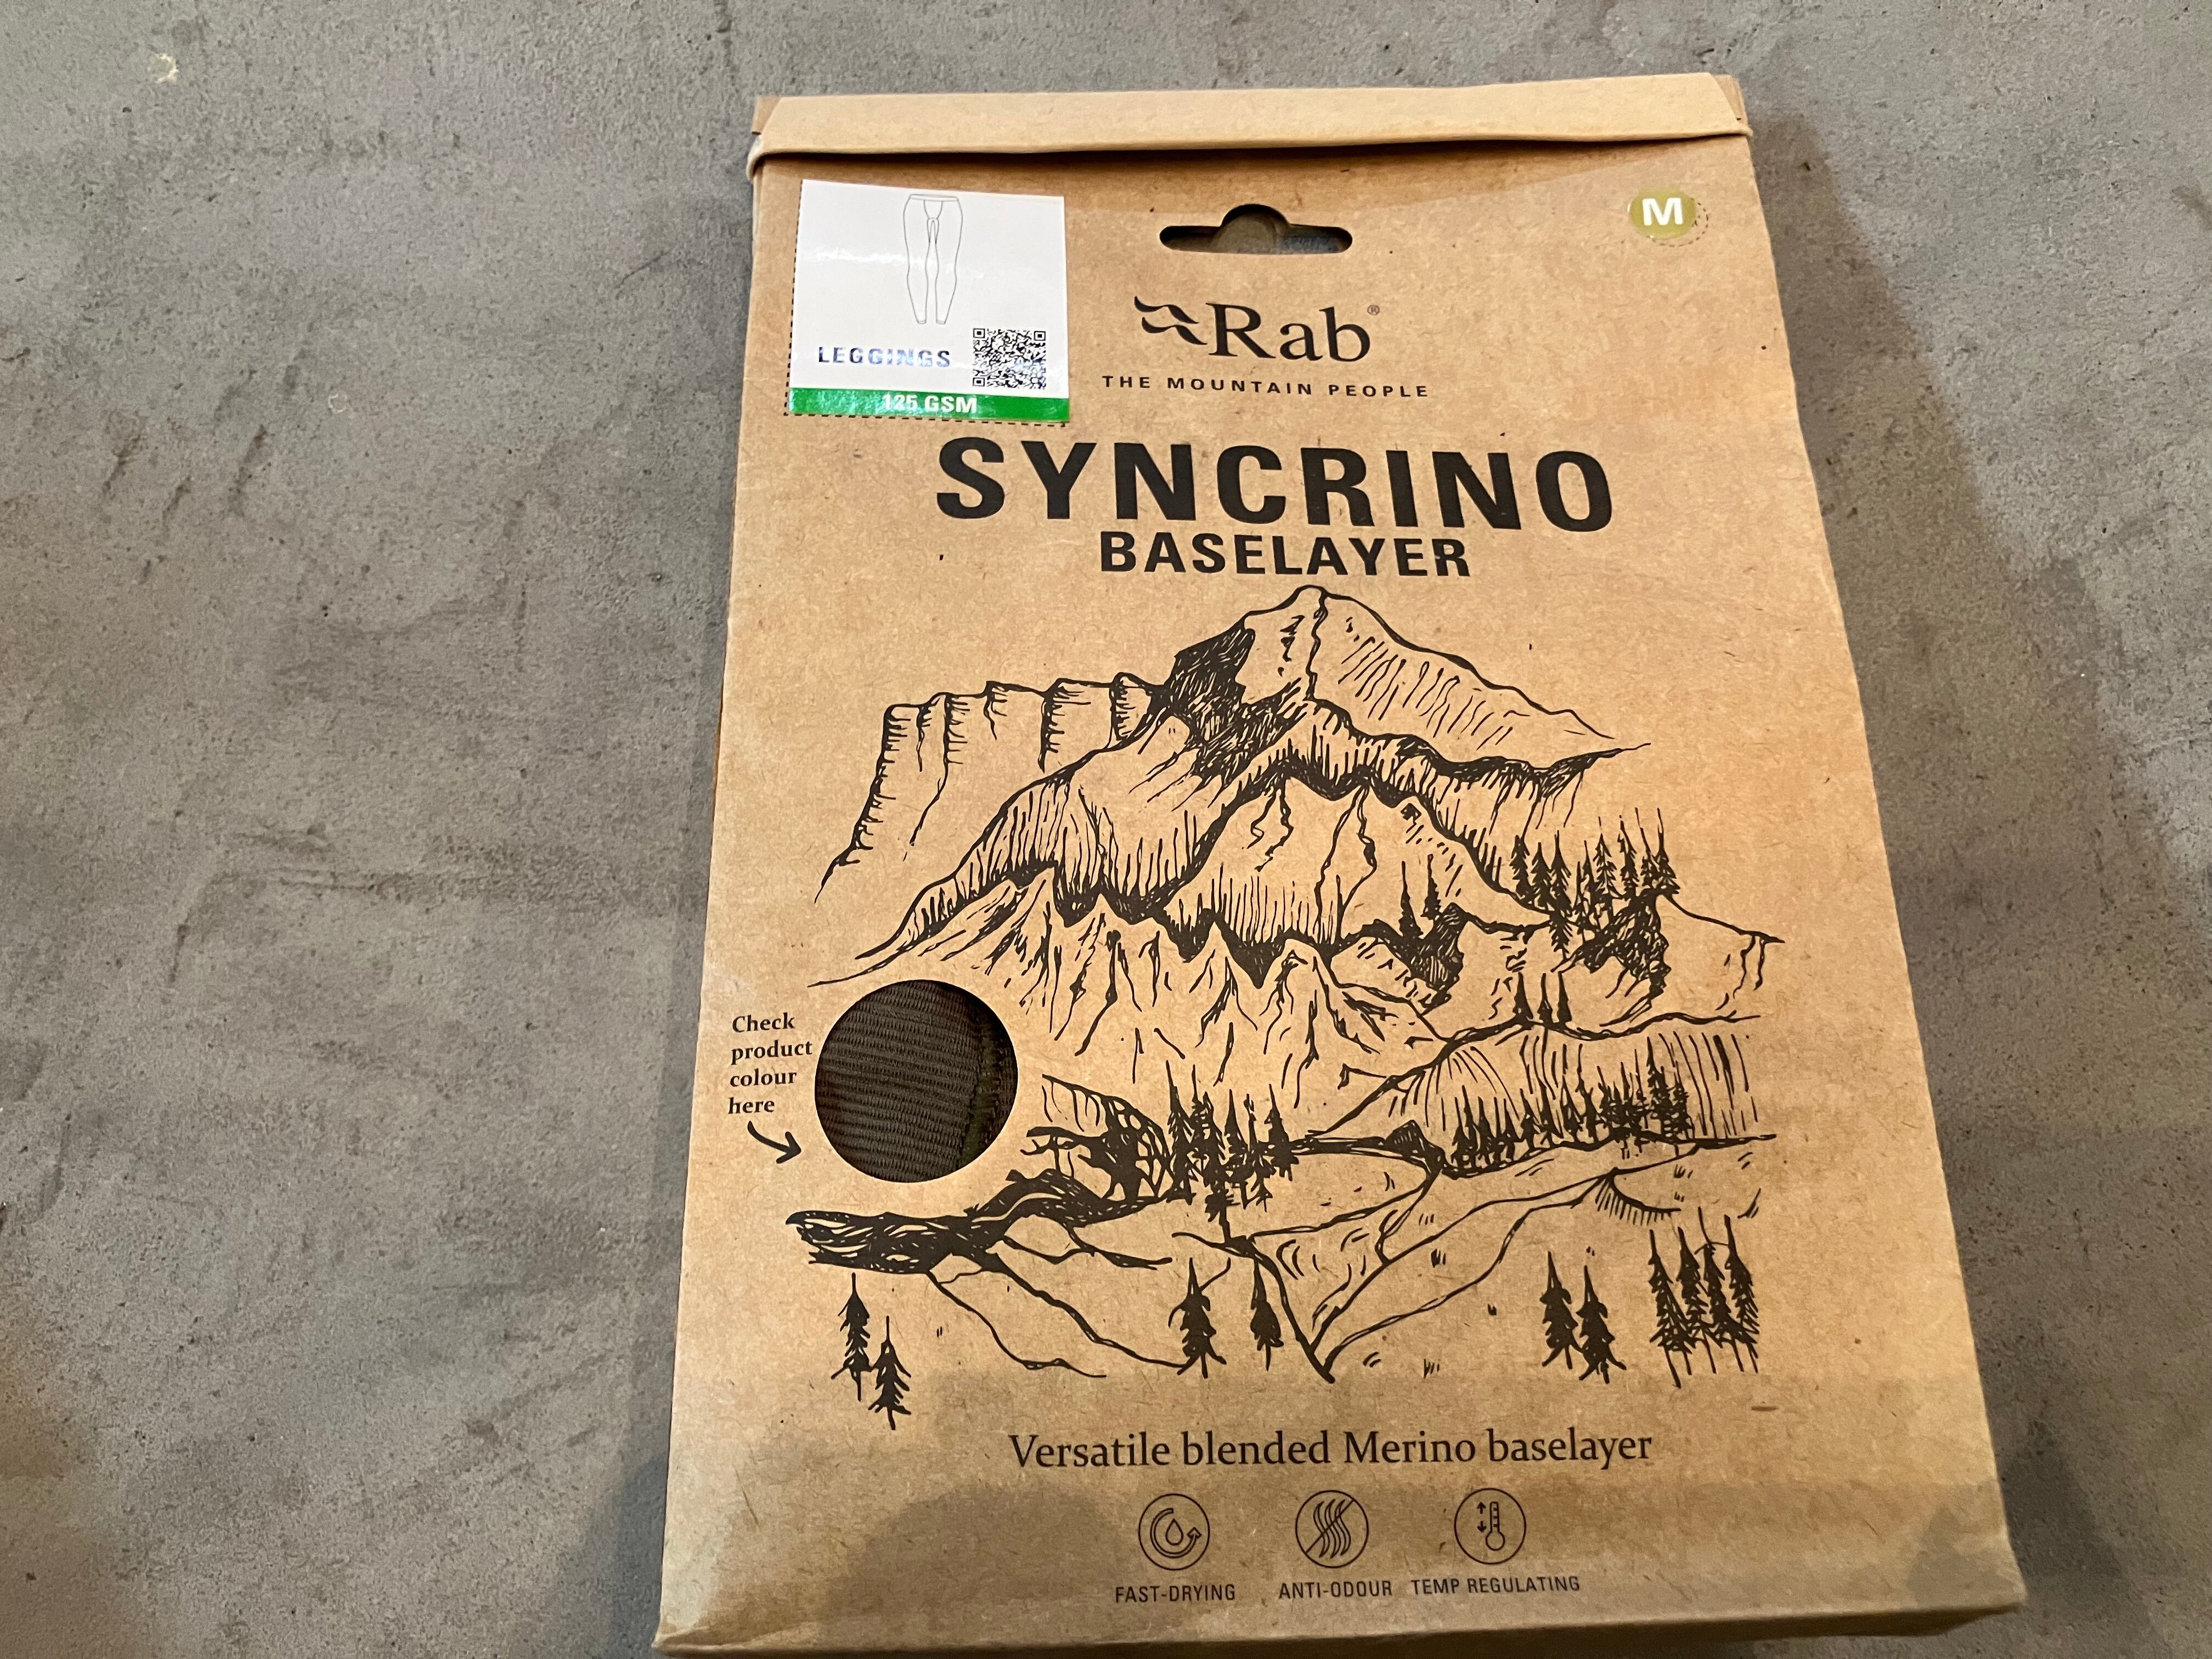 LEGGINGS
125 GSM
M
Rab®
THE MOUNTAIN PEOPLE
SYNCRINO
BASELAYER
Check
product
colour
here
Versatile blended Merino baselayer
FAST-DRYING
ANTI-ODOUR
TEMP REGULATING